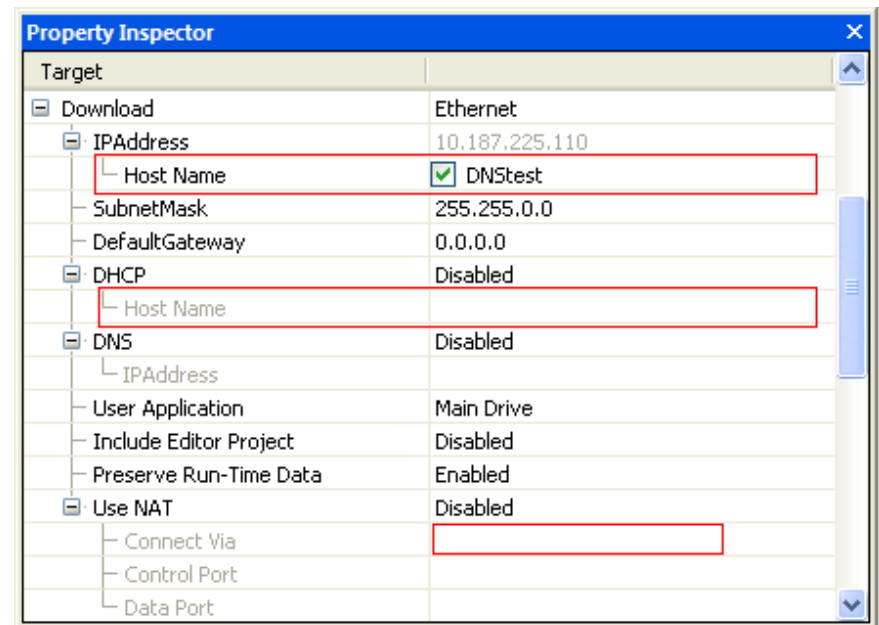 Property Inspector
Target
Download Ethernet
IPAddress 10.187.225.110
Host Name DNStest
SubnetMask 255.255.0.0
DefaultGateway 0.0.0.0
DHCP Disabled
Host Name
DNS Disabled
IPAddress
User Application Main Drive
Include Editor Project Disabled
Preserve Run-Time Data Enabled
Use NAT Disabled
Connect Via
Control Port
Data Port